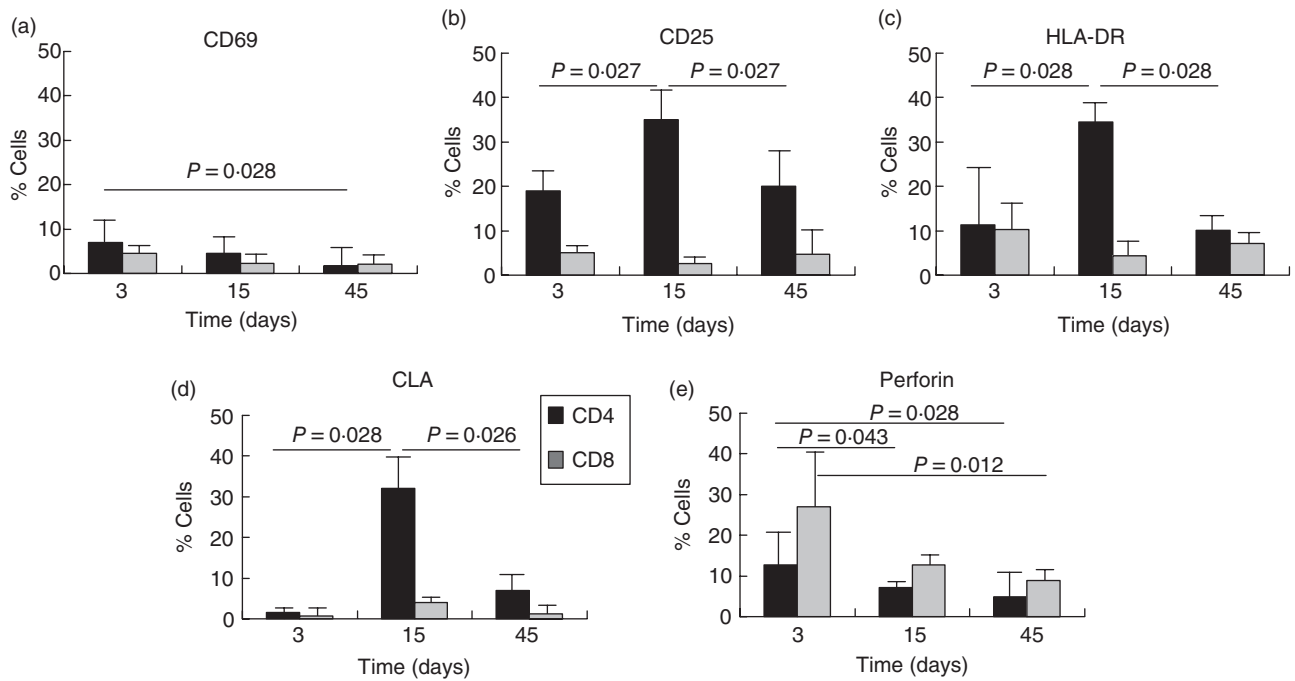 (a)
CD69
50
40
30
20
10
0
% Cells
P = 0·028
3 15 45
Time (days)
(b)
CD25
50
40
30
20
10
0
% Cells
P = 0·027 P = 0·027
3 15 45
Time (days)
(c)
HLA-DR
50
40
30
20
10
0
% Cells
P = 0·028 P = 0·028
3 15 45
Time (days)
(d)
CLA
50
40
30
20
10
0
% Cells
P = 0·028 P = 0·026
3 15 45
Time (days)
CD4
CD8
(e)
Perforin
50
40
30
20
10
0
% Cells
P = 0·028
P = 0·043
P = 0·012
3 15 45
Time (days)